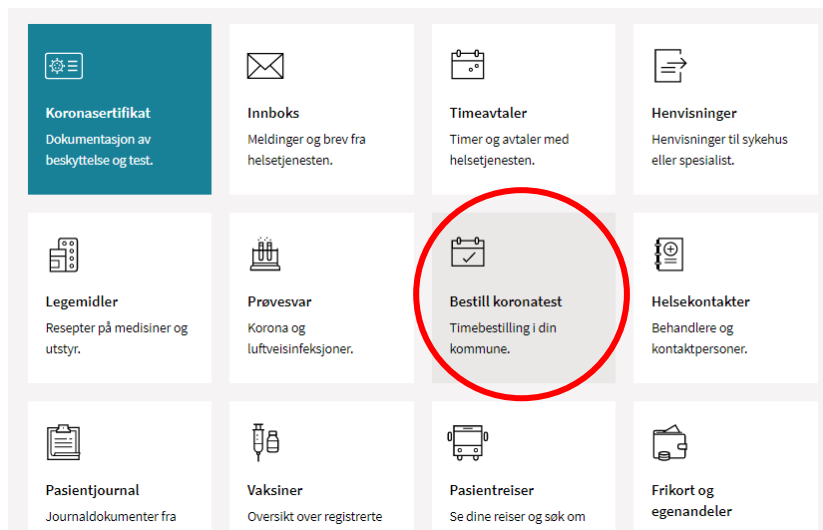 Koronasertifikat
Dokumentasjon av
beskyttelse og test.
Innboks
Meldinger og brev fra
helsetjenesten.
Timeavtaler
Timer og avtaler med
helsetjenesten.
Henvisninger
Henvisninger til sykehus
eller spesialist.
Legemidler
Resepter på medisiner og
utstyr.
Prøvesvar
Korona og
luftveisinfeksjoner.
Bestill koronatest
Timebestilling i din
kommune.
Helsekontakter
Behandlere og
kontaktpersoner.
Pasientjournal
Journaldokumenter fra
Vaksiner
Oversikt over registrerte
Pasientreiser
Se dine reiser og søk om
Frikort og
egenandeler